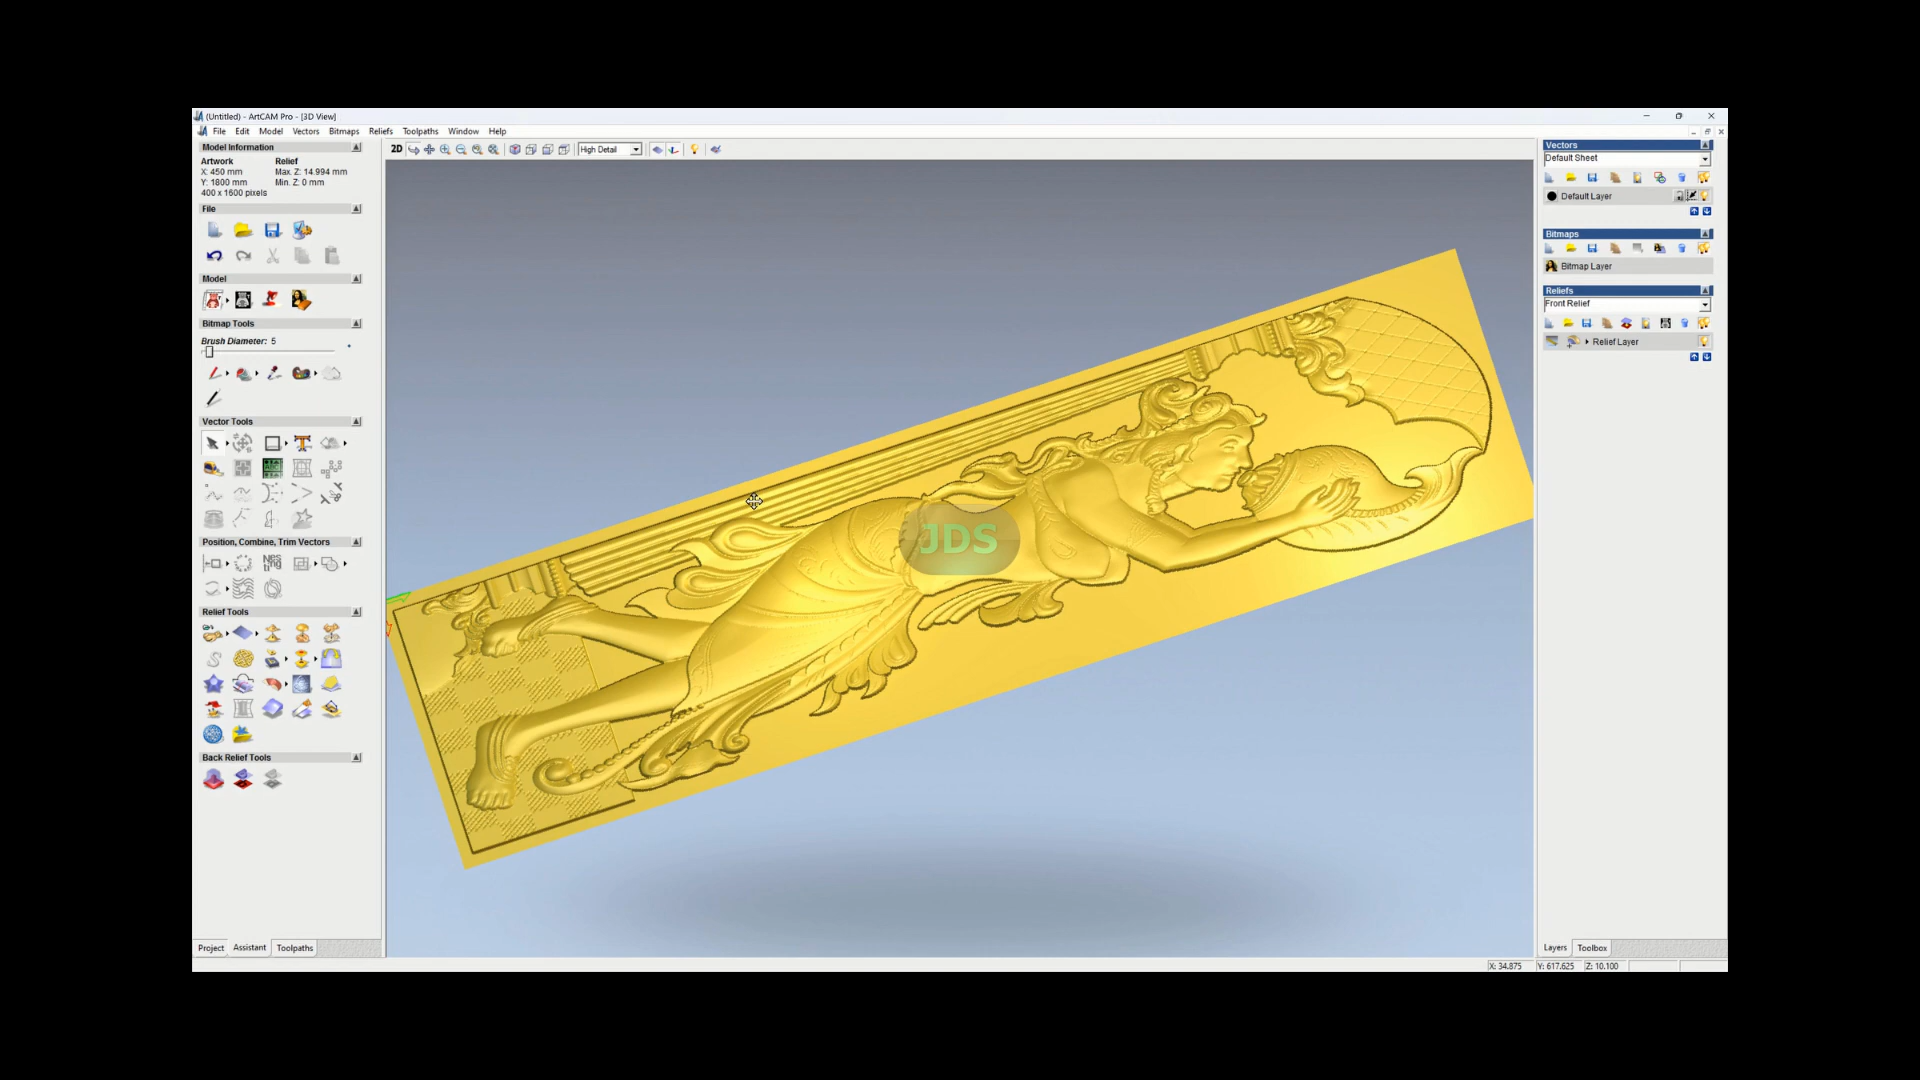 (Untitled) - ArtCAM Pro - [3D View]
File Edit Model Vectors Bitmaps Reliefs Toolpaths Window Help
Model Information
Artwork Relief
X: 450 mm Max. Z: 14.994 mm
Y: 1800 mm Min. Z: 0 mm
400 x 1600 pixels
File
Model
Bitmap Tools
Brush Diameter: 5
Vector Tools
Position, Combine, Trim Vectors
Relief Tools
Back Relief Tools
Project Assistant Toolpaths
2D High Detail
JDS
Vectors
Default Sheet
Default Layer
Bitmaps
Bitmap Layer
Reliefs
Front Relief
Relief Layer
Layers Toolbox
X: 34.875 Y: 617.625 Z: 10.100